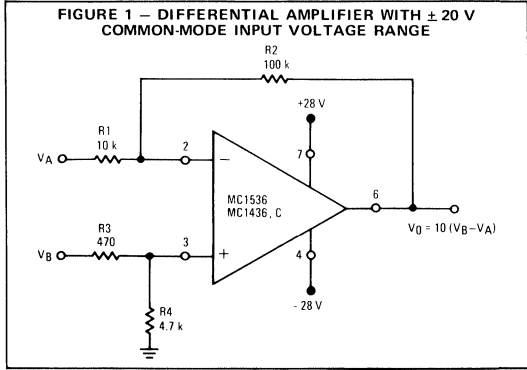 FIGURE 1 – DIFFERENTIAL AMPLIFIER WITH ± 20 V
COMMON-MODE INPUT VOLTAGE RANGE
R2
100 k
+28 V
R1
10 k
2
7
VA
−
MC1536
MC1436, C
6
VO = 10 (VB–VA)
R3
470
3
VB
+
4
R4
4.7 k
- 28 V